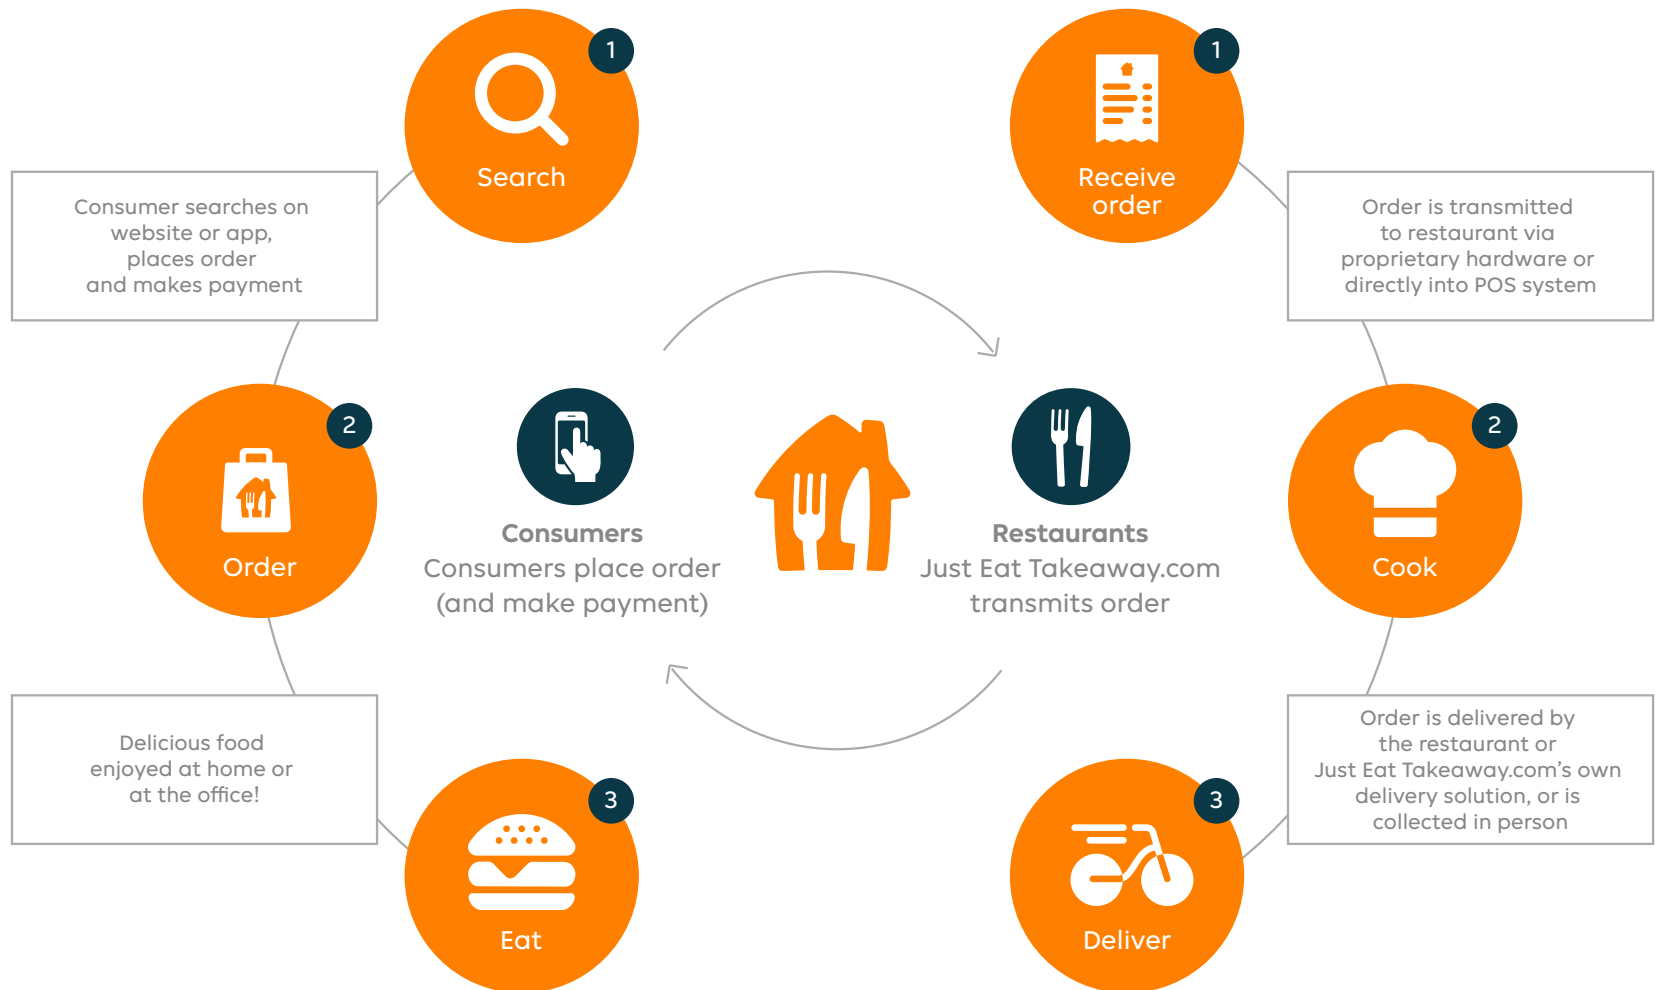 1
Search
Consumer searches on
website or app,
places order
and makes payment
2
Order
Delicious food
enjoyed at home or
at the office!
3
Eat
Consumers
Consumers place order
(and make payment)
Restaurants
Just Eat Takeaway.com
transmits order
1
Receive
order
Order is transmitted
to restaurant via
proprietary hardware or
directly into POS system
2
Cook
Order is delivered by
the restaurant or
Just Eat Takeaway.com’s own
delivery solution, or is
collected in person
3
Deliver